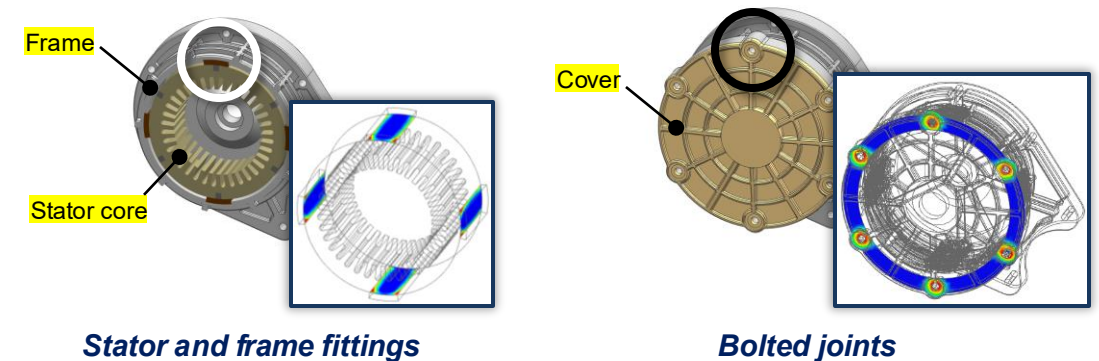 Frame
Cover
Stator core
Stator and frame fittings
Bolted joints